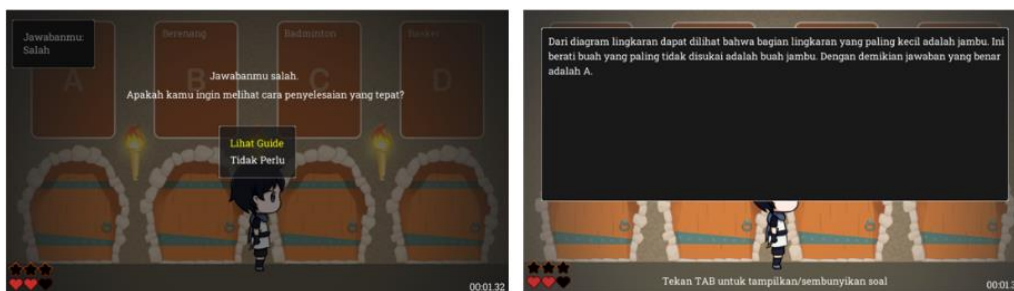 Jawabanmu:
Salah
Berenang
Badminton
Basket
A
B
C
D
Jawabanmu salah.
Apakah kamu ingin melihat cara penyelesaian yang tepat?
Lihat Guide
Tidak Perlu
00:01.32
Dari diagram lingkaran dapat dilihat bahwa bagian lingkaran yang paling kecil adalah jambu. Ini
berati buah yang paling tidak disukai adalah buah jambu. Dengan demikian jawaban yang benar
adalah A.
Tekan TAB untuk tampilkan/sembunyikan soal